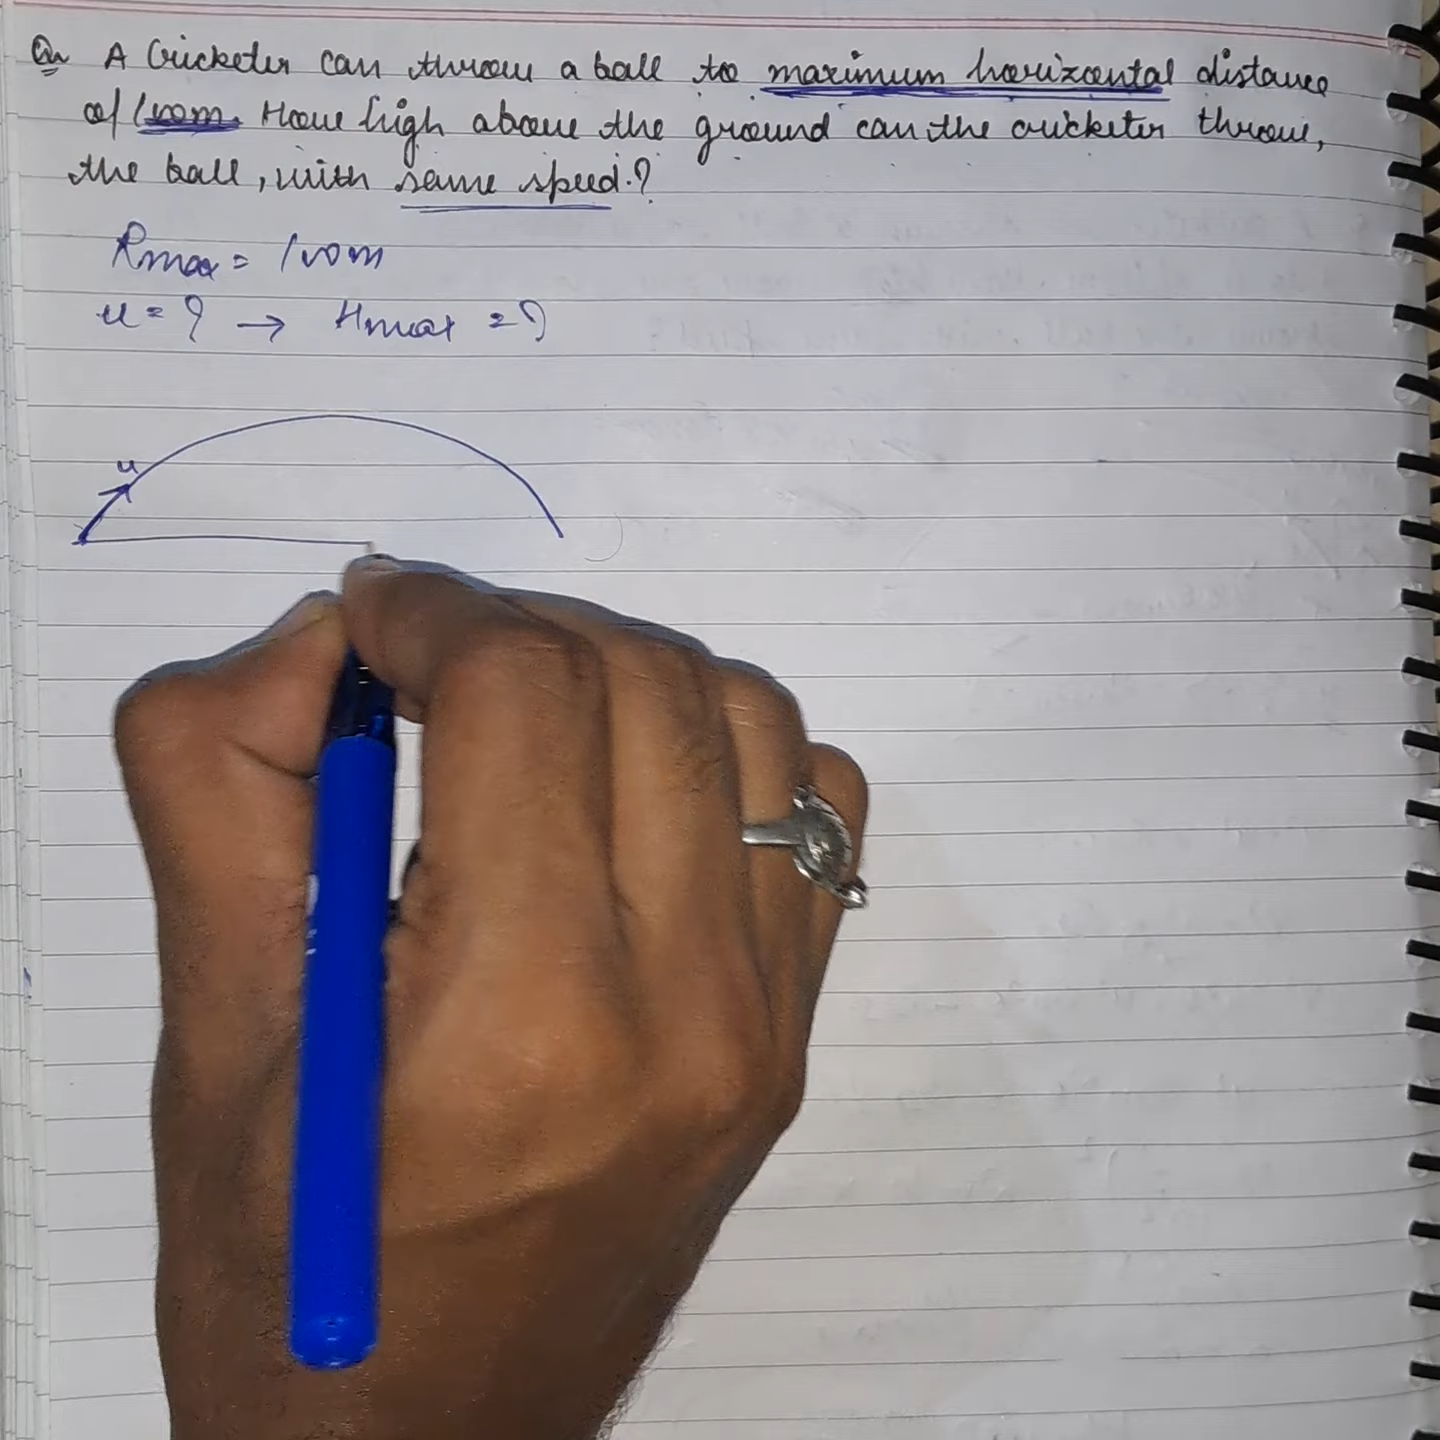 Qn A Cricketer can throw a ball to maximum horizontal distance
of 100m. How high above the ground can the cricketer throw,
the ball, with same speed.?
Rmax = 100m
u = ? → Hmax = ?
u